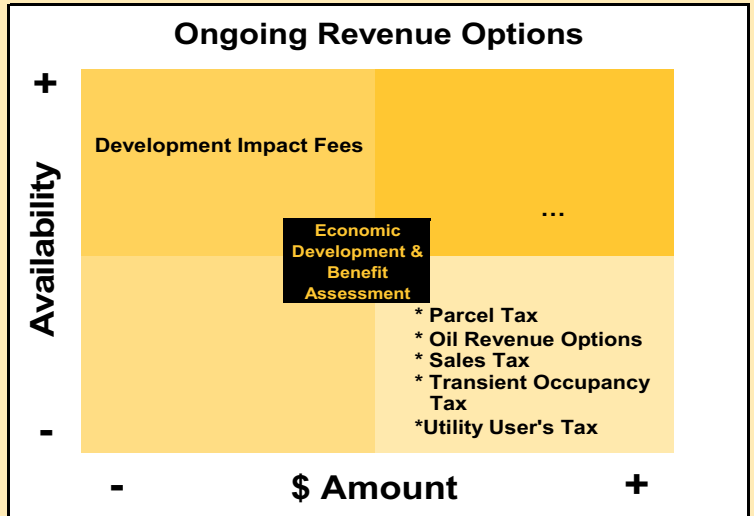 Ongoing Revenue Options
+
Availability
-
Development Impact Fees
...
Economic
Development &
Benefit
Assessment
* Parcel Tax
* Oil Revenue Options
* Sales Tax
* Transient Occupancy
Tax
*Utility User's Tax
-
$ Amount
+